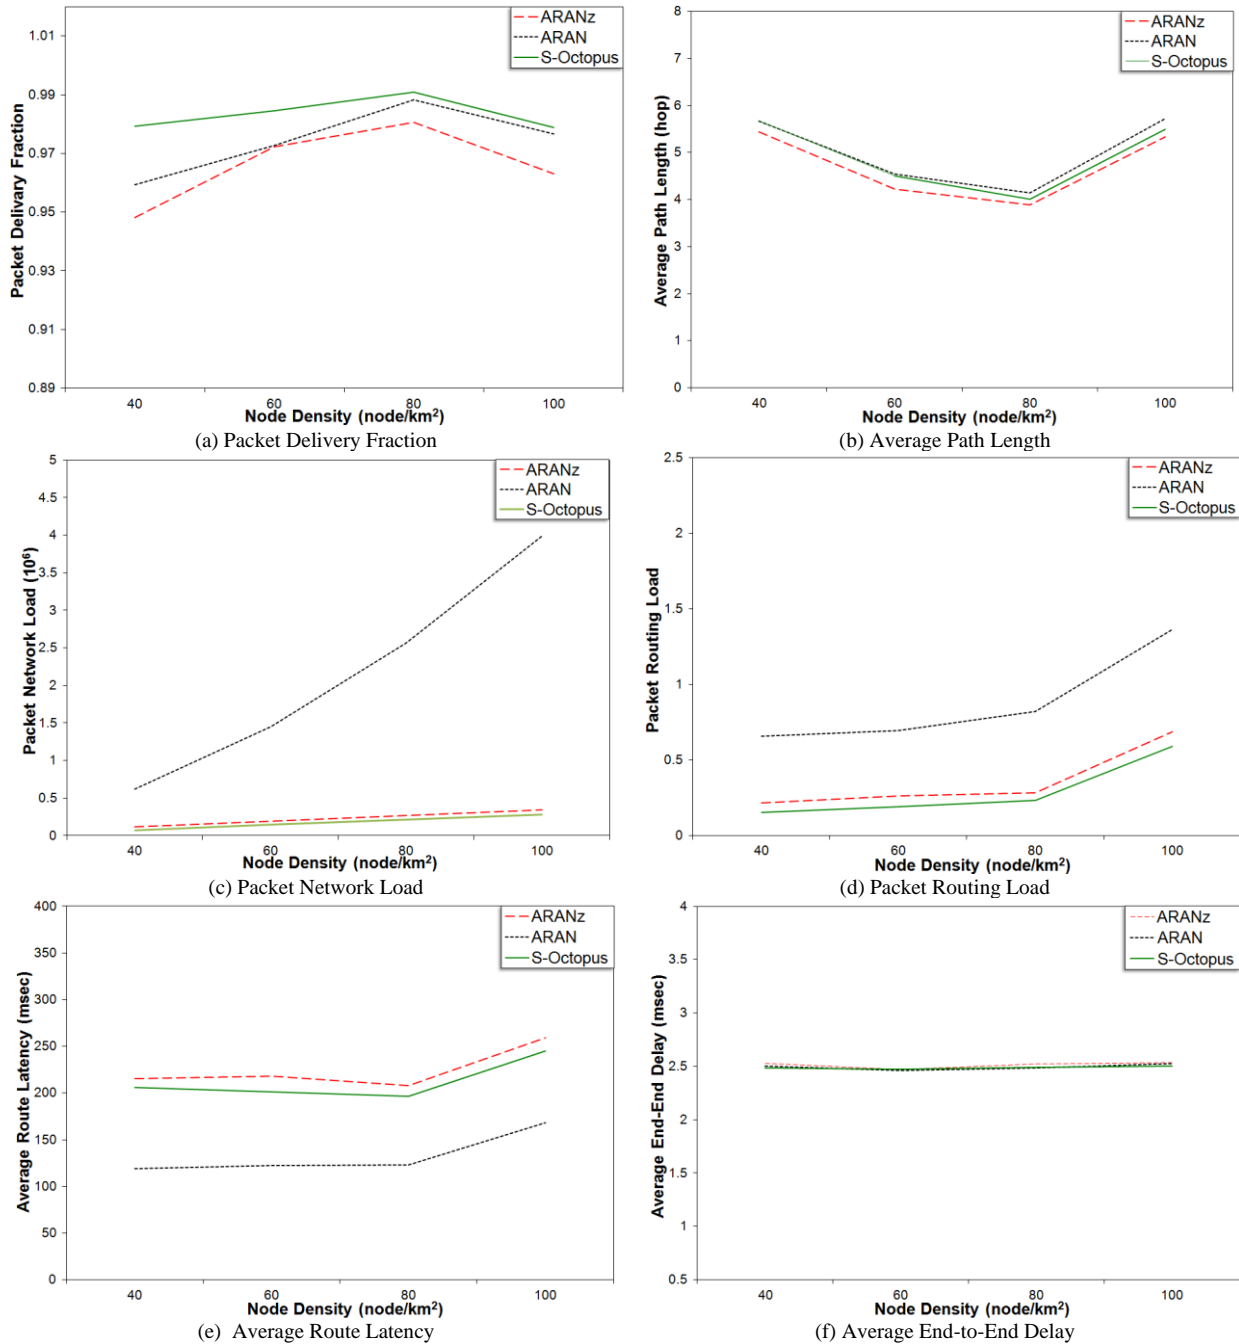 ARANz
ARAN
S-Octopus
1.01
0.99
0.97
0.95
0.93
0.91
0.89
Packet Delivary Fraction
40 60 80 100
Node Density (node/km²)
(a) Packet Delivery Fraction
ARANz
ARAN
S-Octopus
8
7
6
5
4
3
2
1
0
Average Path Length (hop)
40 60 80 100
Node Density (node/km²)
(b) Average Path Length
ARANz
ARAN
S-Octopus
5
4.5
4
3.5
3
2.5
2
1.5
1
0.5
0
Packet Network Load (10⁶)
40 60 80 100
Node Density (node/km²)
(c) Packet Network Load
ARANz
ARAN
S-Octopus
2.5
2
1.5
1
0.5
0
Packet Routing Load
40 60 80 100
Node Density (node/km²)
(d) Packet Routing Load
ARANz
ARAN
S-Octopus
400
350
300
250
200
150
100
50
0
Average Route Latency (msec)
40 60 80 100
Node Density (node/km²)
(e) Average Route Latency
ARANz
ARAN
S-Octopus
4
3.5
3
2.5
2
1.5
1
0.5
Average End-End Delay (msec)
40 60 80 100
Node Density (node/km²)
(f) Average End-to-End Delay